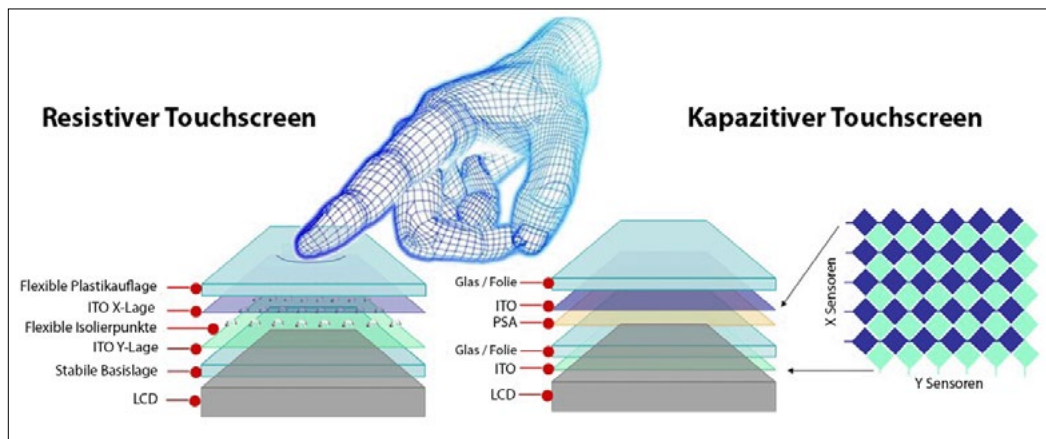 Resistiver Touchscreen
Flexible Plastikauflage
ITO X-Lage
Flexible Isolierpunkte
ITO Y-Lage
Stabile Basislage
LCD
Kapazitiver Touchscreen
Glas / Folie
ITO
PSA
Glas / Folie
ITO
LCD
X Sensoren
Y Sensoren